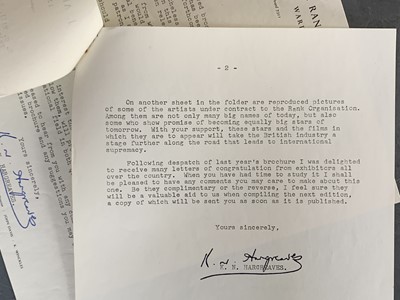 - 2 -
On another sheet in the folder are reproduced pictures
of some of the artists under contract to the Rank Organisation.
Among them are not only many big names of today, but also
some who show promise of becoming equally big stars of
tomorrow. With your support, these stars and the films in
which they are to appear will take the British industry a
stage further along the road that leads to international
supremacy.
Following despatch of last year's brochure I was delighted
to receive many letters of congratulation from exhibitors all
over the country. When you have had time to study it I shall
be pleased to have any comments you may care to make about this
one. Be they complimentary or the reverse, I feel sure they
will be a valuable aid to us when compiling the next edition,
a copy of which will be sent you as soon as it is published.
Yours sincerely,
K. N. Hargreaves
K. N. HARGREAVES.
RAN
WAR
Yours sincerely,
Hargreaves
HARGREAVES.